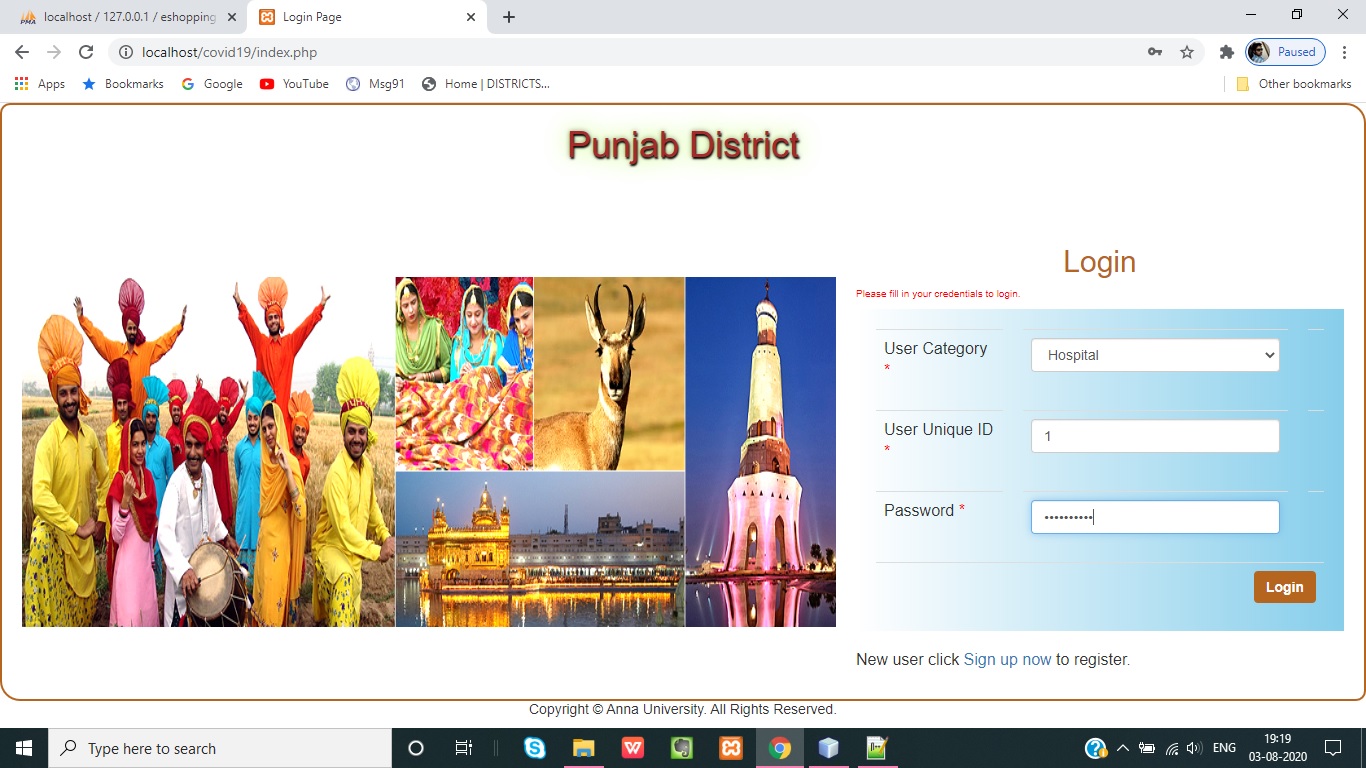 localhost / 127.0.0.1 / eshopping
Login Page
localhost/covid19/index.php
Paused
Apps
Bookmarks
Google
YouTube
Msg91
Home | DISTRICTS...
Other bookmarks
Punjab District
Login
Please fill in your credentials to login.
User Category
*
Hospital
User Unique ID
*
1
Password *
••••••••••
Login
New user click Sign up now to register.
Copyright © Anna University. All Rights Reserved.
Type here to search
ENG
19:19
03-08-2020